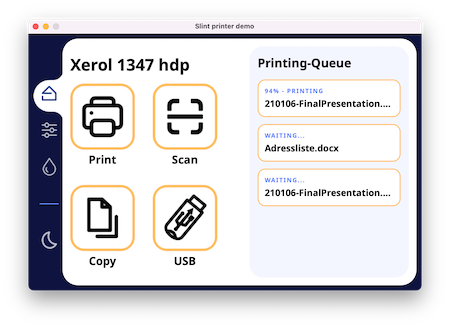 Slint printer demo
Xerol 1347 hdp
Print
Scan
Copy
USB
Printing-Queue
94% - PRINTING
210106-FinalPresentation....
WAITING...
Adressliste.docx
WAITING...
210106-FinalPresentation....